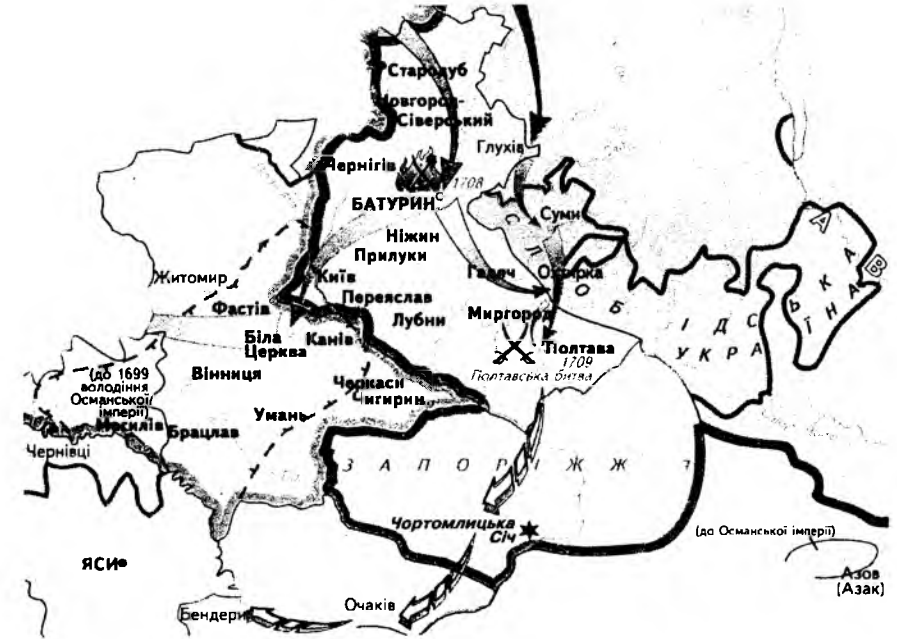 Стародуб
Новгород-
Сіверський
Глухів
Чернігів
1708
БАТУРИН
Суми
Ніжин
Прилуки
Житомир
Київ
Гадяч
Охтирка
Фастів
Переяслав
Миргород
Лубни
СЛОБІДСЬКА
УКРАЇНА
Біла
Церква
Канів
Полтава
1709
Полтавська битва
Вінниця
(до 1699
володіння
Османської
імперії)
Черкаси
Чигирин
Умань
Могилів
Брацлав
Чернівці
ЗАПОРІЖЖЯ
Чортомлицька
Січ
(до Османської імперії)
ЯСИ
Азов
(Азак)
Очаків
Бендери